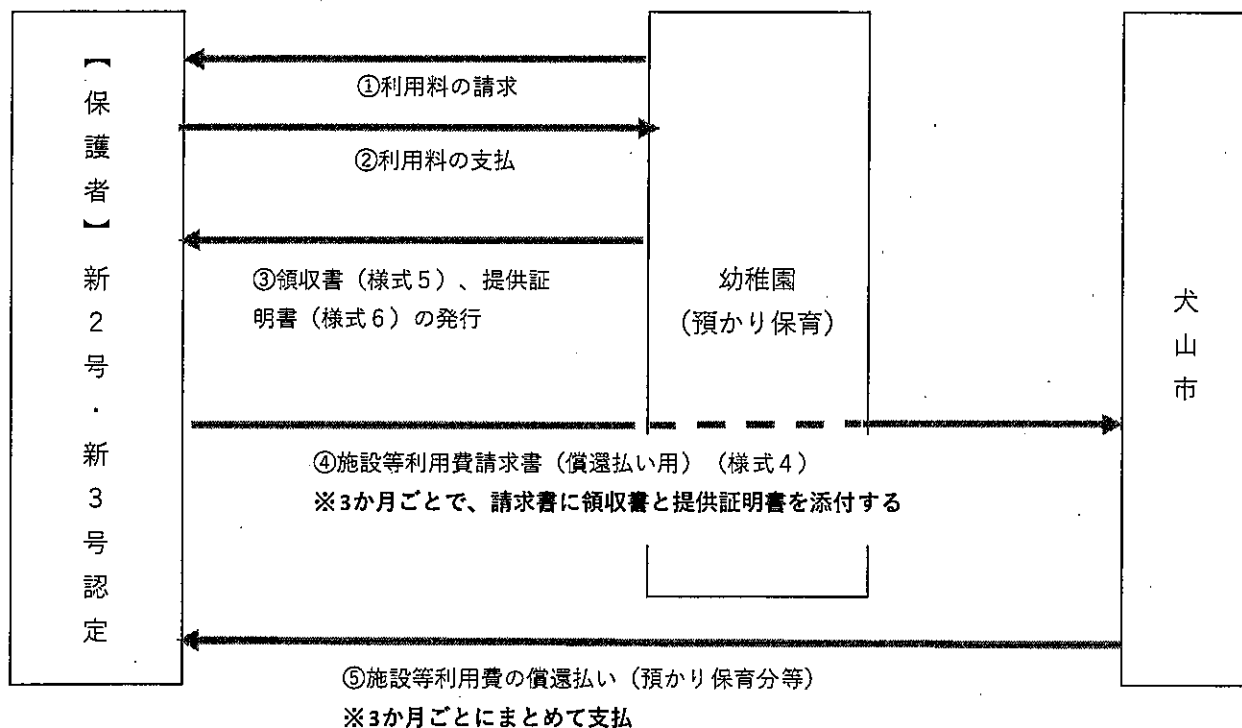 【保護者】新2号・新3号認定
①利用料の請求
②利用料の支払
③領収書（様式５）、提供証
明書（様式６）の発行
幼稚園
（預かり保育）
犬山市
④施設等利用費請求書（償還払い用）（様式４）
※3か月ごとで、請求書に領収書と提供証明書を添付する
⑤施設等利用費の償還払い（預かり保育分等）
※3か月ごとにまとめて支払